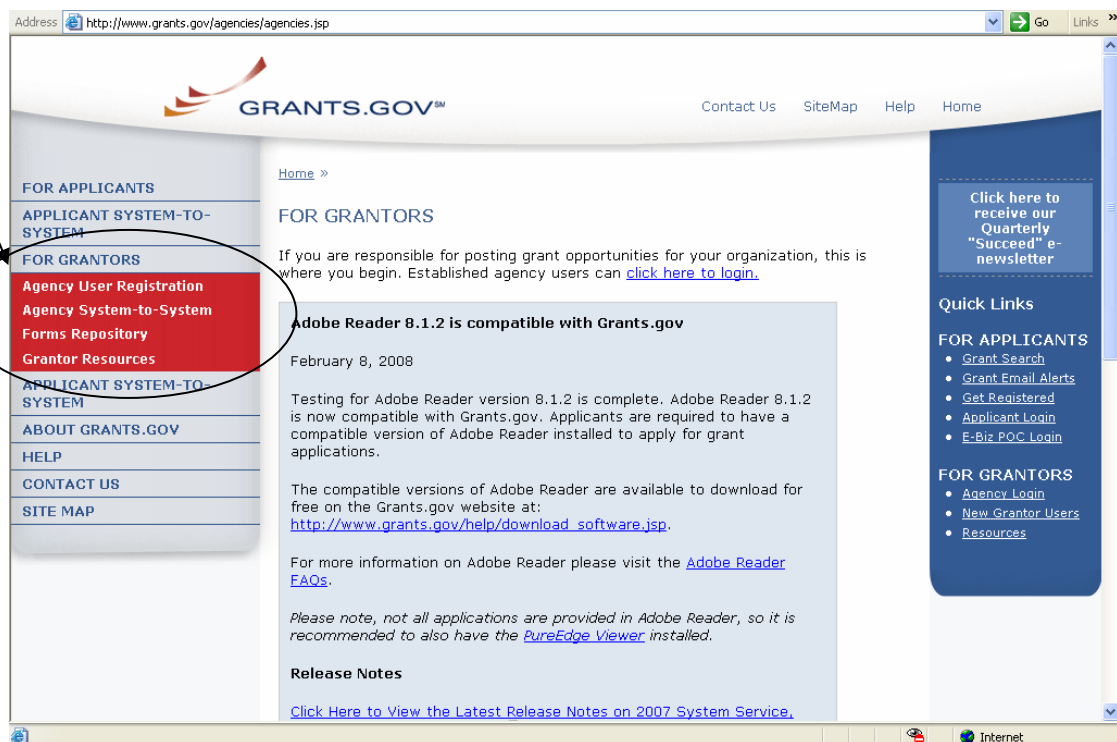 Address http://www.grants.gov/agencies/agencies.jsp Go Links »
GRANTS.GOV℠
Contact Us SiteMap Help Home
FOR APPLICANTS
APPLICANT SYSTEM-TO-
SYSTEM
FOR GRANTORS
Agency User Registration
Agency System-to-System
Forms Repository
Grantor Resources
APPLICANT SYSTEM-TO-
SYSTEM
ABOUT GRANTS.GOV
HELP
CONTACT US
SITE MAP
Home »
FOR GRANTORS
If you are responsible for posting grant opportunities for your organization, this is
where you begin. Established agency users can click here to login.
Adobe Reader 8.1.2 is compatible with Grants.gov
February 8, 2008
Testing for Adobe Reader version 8.1.2 is complete. Adobe Reader 8.1.2
is now compatible with Grants.gov. Applicants are required to have a
compatible version of Adobe Reader installed to apply for grant
applications.
The compatible versions of Adobe Reader are available to download for
free on the Grants.gov website at:
http://www.grants.gov/help/download_software.jsp.
For more information on Adobe Reader please visit the Adobe Reader
FAQs.
Please note, not all applications are provided in Adobe Reader, so it is
recommended to also have the PureEdge Viewer installed.
Release Notes
Click Here to View the Latest Release Notes on 2007 System Service,
Click here to
receive our
Quarterly
"Succeed" e-
newsletter
Quick Links
FOR APPLICANTS
Grant Search
Grant Email Alerts
Get Registered
Applicant Login
E-Biz POC Login
FOR GRANTORS
Agency Login
New Grantor Users
Resources
Internet